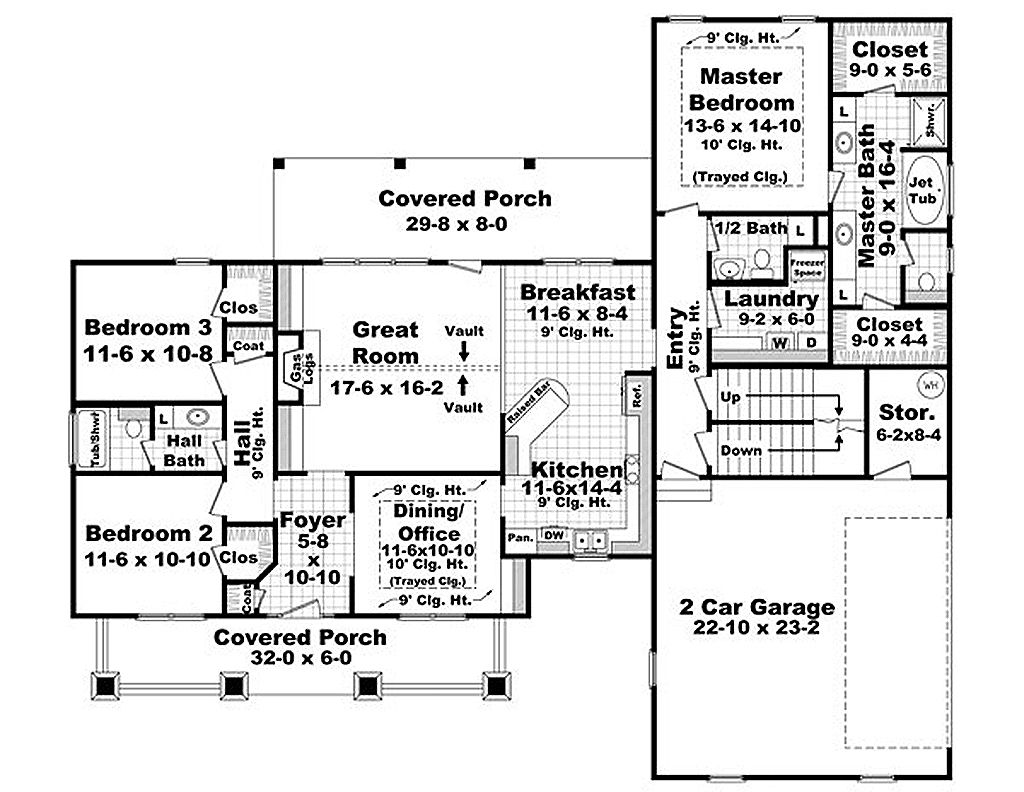 9' Clg. Ht.
Master
Bedroom
13-6 x 14-10
10' Clg. Ht.
(Trayed Clg.)
Closet
9-0 x 5-6
L
Shwr.
Master Bath
9-0 x 16-4
Jet
Tub
L
Covered Porch
29-8 x 8-0
1/2 Bath
L
Freezer
Space
Laundry
9-2 x 6-0
W
D
Closet
9-0 x 4-4
Entry
9' Clg. Ht.
Bedroom 3
11-6 x 10-8
Clos
Coat
Great
Room
17-6 x 16-2
Vault
Vault
Gas
Logs
Breakfast
11-6 x 8-4
9' Clg. Ht.
Raised Bar
Ref.
Up
Down
WH
Stor.
6-2x8-4
Tub/Shwr
L
Hall
Bath
Hall
9' Clg. Ht.
Kitchen
11-6x14-4
9' Clg. Ht.
Pan.
DW
Bedroom 2
11-6 x 10-10
Clos
Coat
Foyer
5-8
x
10-10
9' Clg. Ht.
Dining/
Office
11-6x10-10
10' Clg. Ht.
(Trayed Clg.)
9' Clg. Ht.
2 Car Garage
22-10 x 23-2
Covered Porch
32-0 x 6-0